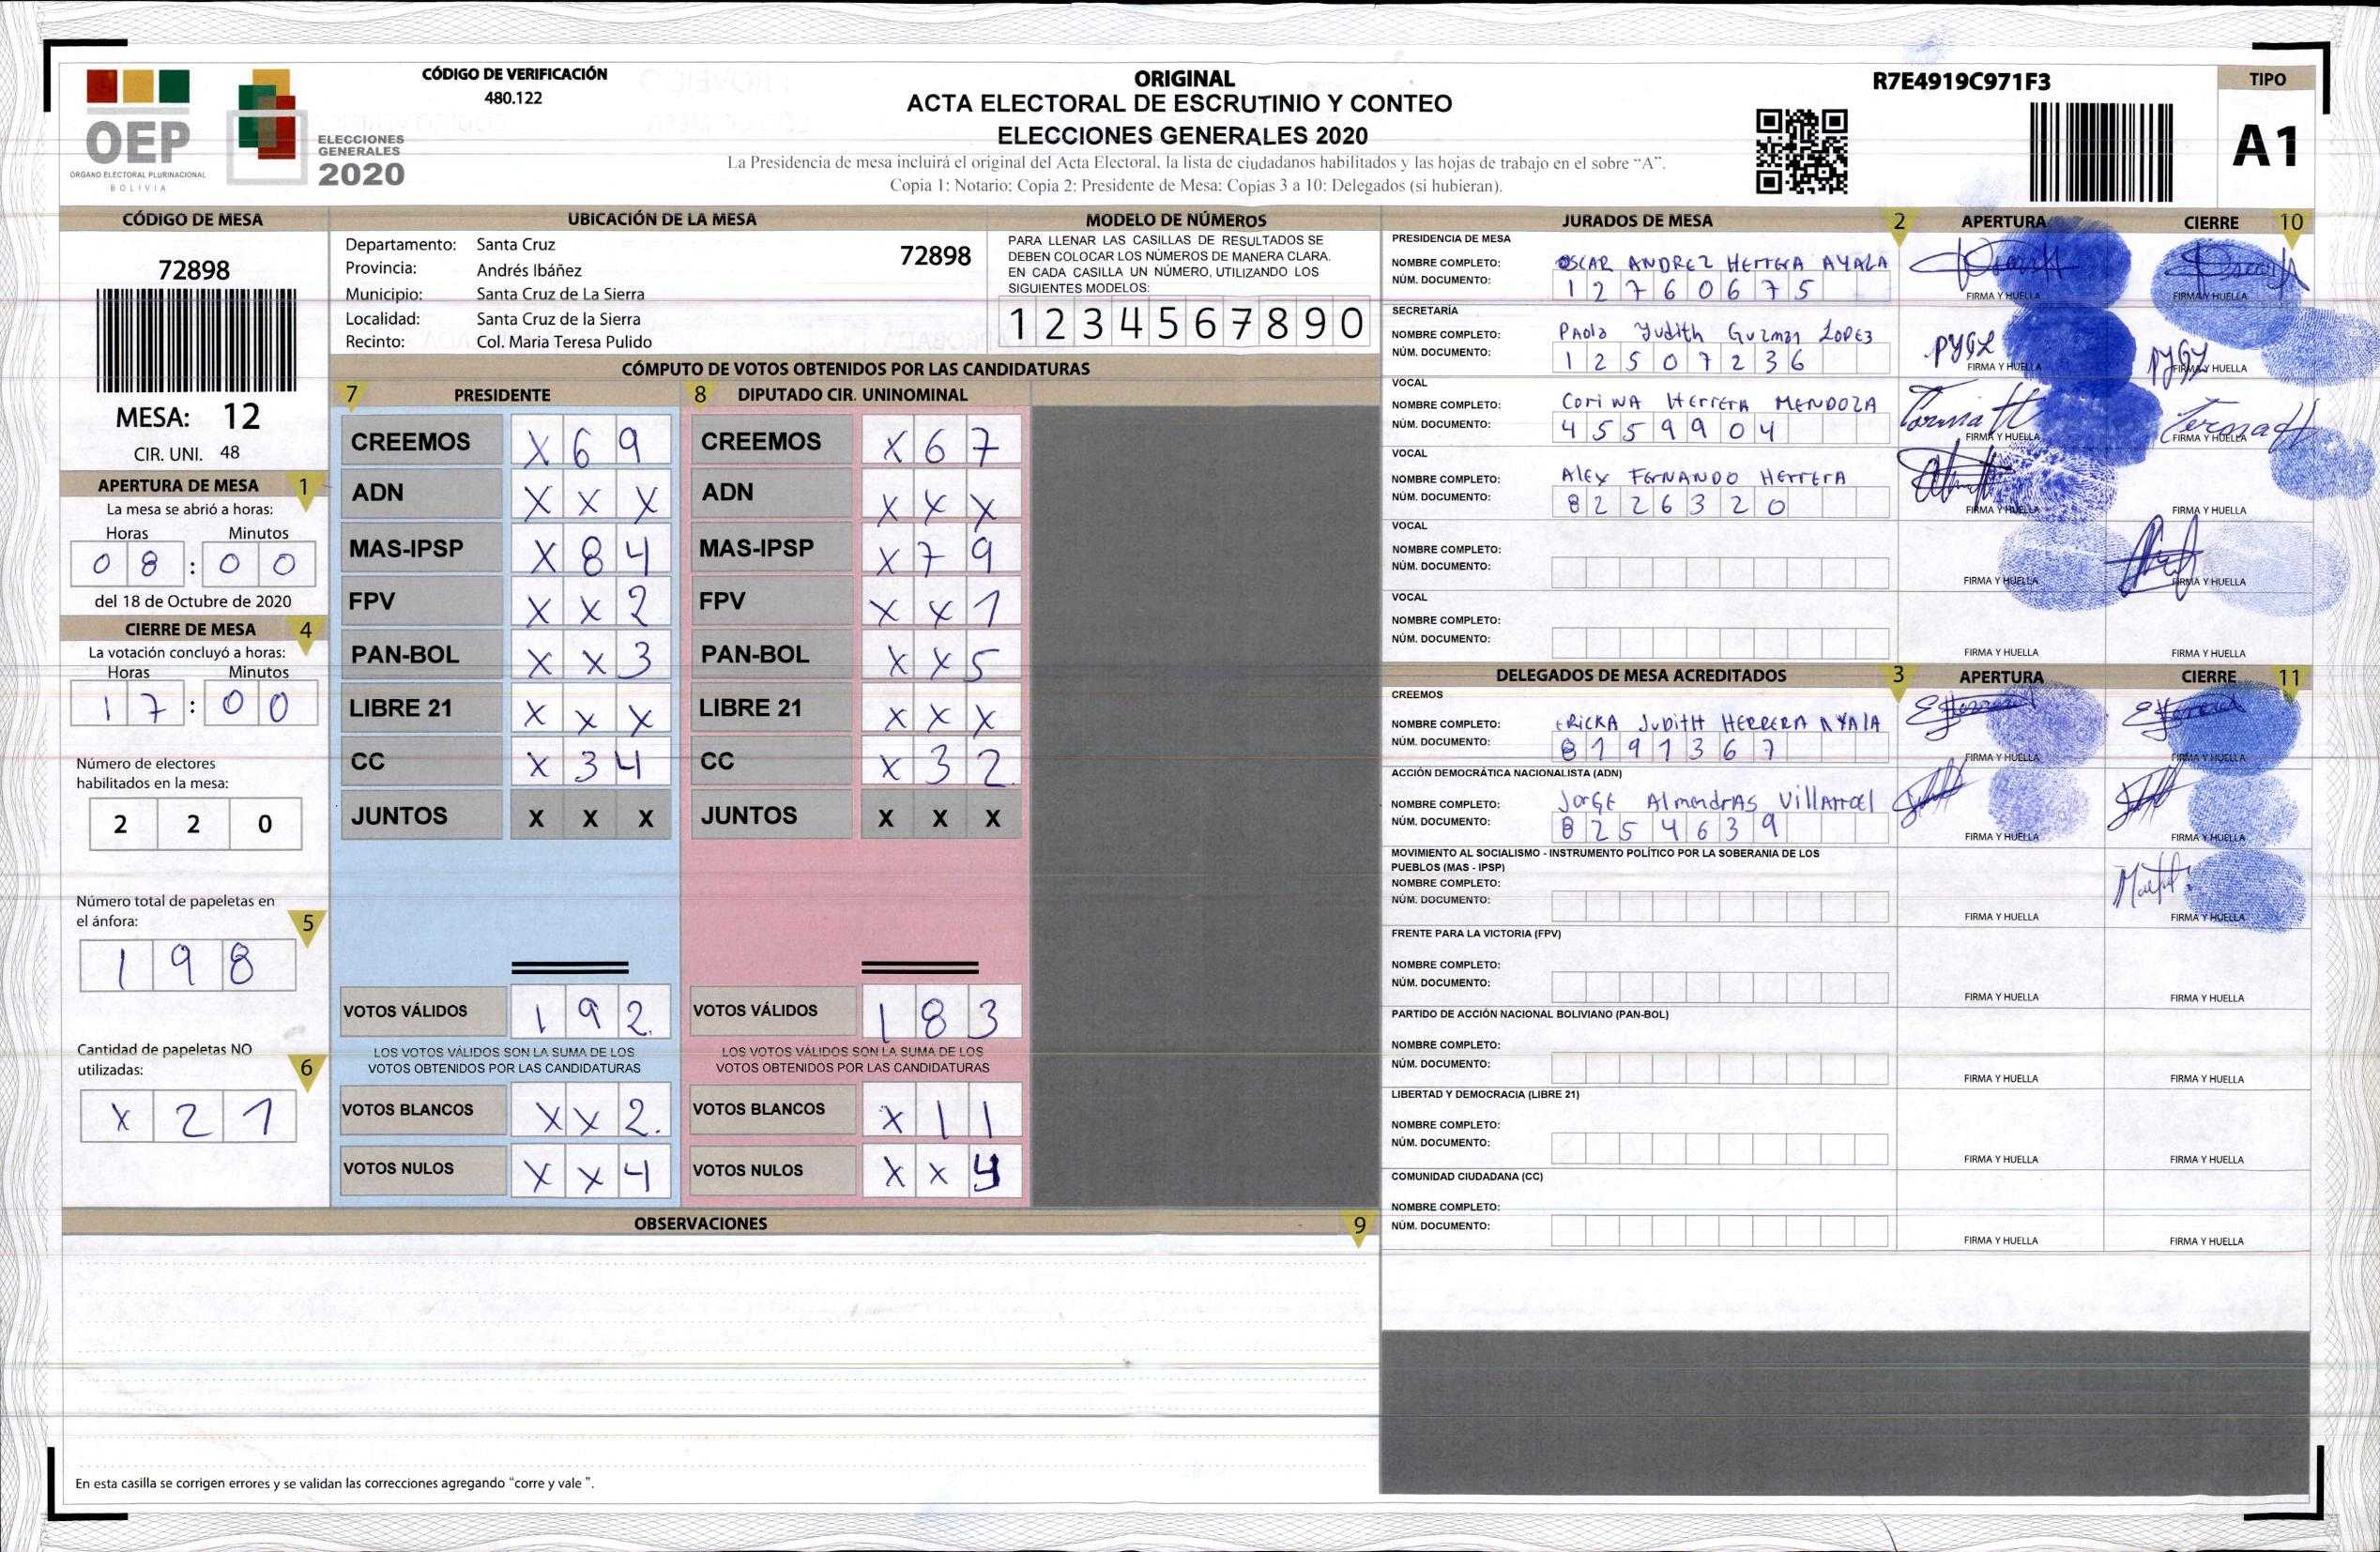 CÓDIGO DE VERIFICACIÓN
480.122
OEP
ORGANO ELECTORAL PLURINACIONAL
BOLIVIA
ELECCIONES
GENERALES
2020
ORIGINAL
ACTA ELECTORAL DE ESCRUTINIO Y CONTEO
ELECCIONES GENERALES 2020
La Presidencia de mesa incluirá el original del Acta Electoral, la lista de ciudadanos habilitados y las hojas de trabajo en el sobre “A”.
Copia 1: Notario; Copia 2: Presidente de Mesa; Copias 3 a 10: Delegados (si hubieran).
R7E4919C971F3
TIPO
A1
CÓDIGO DE MESA
72898
MESA: 12
CIR. UNI. 48
APERTURA DE MESA 1
La mesa se abrió a horas:
Horas Minutos
0 8 : 0 0
del 18 de Octubre de 2020
CIERRE DE MESA 4
La votación concluyó a horas:
Horas Minutos
1 7 : 0 0
Número de electores
habilitados en la mesa:
2 2 0
Número total de papeletas en
el ánfora: 5
1 9 8
Cantidad de papeletas NO
utilizadas: 6
X 2 1
UBICACIÓN DE LA MESA
Departamento: Santa Cruz
72898
Provincia: Andrés Ibáñez
Municipio: Santa Cruz de La Sierra
Localidad: Santa Cruz de la Sierra
Recinto: Col. Maria Teresa Pulido
MODELO DE NÚMEROS
PARA LLENAR LAS CASILLAS DE RESULTADOS SE
DEBEN COLOCAR LOS NÚMEROS DE MANERA CLARA.
EN CADA CASILLA UN NÚMERO, UTILIZANDO LOS
SIGUIENTES MODELOS:
1 2 3 4 5 6 7 8 9 0
CÓMPUTO DE VOTOS OBTENIDOS POR LAS CANDIDATURAS
7 PRESIDENTE
CREEMOS X 6 9
ADN X X X
MAS-IPSP X 8 4
FPV X X 2
PAN-BOL X X 3
LIBRE 21 X X X
CC X 3 4
JUNTOS X X X
VOTOS VÁLIDOS 1 9 2
LOS VOTOS VÁLIDOS SON LA SUMA DE LOS
VOTOS OBTENIDOS POR LAS CANDIDATURAS
VOTOS BLANCOS X X 2
VOTOS NULOS X X 4
8 DIPUTADO CIR. UNINOMINAL
CREEMOS X 6 7
ADN X X X
MAS-IPSP X 7 9
FPV X X 1
PAN-BOL X X 5
LIBRE 21 X X X
CC X 3 2
JUNTOS X X X
VOTOS VÁLIDOS 1 8 3
LOS VOTOS VÁLIDOS SON LA SUMA DE LOS
VOTOS OBTENIDOS POR LAS CANDIDATURAS
VOTOS BLANCOS X 1 1
VOTOS NULOS X X
OBSERVACIONES 9
En esta casilla se corrigen errores y se validan las correcciones agregando “corre y vale ”.
JURADOS DE MESA 2 APERTURA CIERRE 10
PRESIDENCIA DE MESA
NOMBRE COMPLETO: OSCAR ANDREZ HERRERA AYALA
NÚM. DOCUMENTO: 1 2 7 6 0 6 7 5
FIRMA Y HUELLA FIRMA Y HUELLA
SECRETARÍA
NOMBRE COMPLETO: PAola Yudith Guzman LOPEz
NÚM. DOCUMENTO: 1 2 5 0 7 2 3 6
PYGL
FIRMA Y HUELLA FIRMA Y HUELLA
VOCAL
NOMBRE COMPLETO: CoriNA HerrerA MENDOZA
NÚM. DOCUMENTO: 4 5 5 9 9 0 4
FIRMA Y HUELLA FIRMA Y HUELLA
VOCAL
NOMBRE COMPLETO: AlEx FErNANDO HErrErA
NÚM. DOCUMENTO: 8 2 2 6 3 2 0
FIRMA Y HUELLA FIRMA Y HUELLA
VOCAL
NOMBRE COMPLETO:
NÚM. DOCUMENTO:
FIRMA Y HUELLA FIRMA Y HUELLA
VOCAL
NOMBRE COMPLETO:
NÚM. DOCUMENTO:
FIRMA Y HUELLA FIRMA Y HUELLA
DELEGADOS DE MESA ACREDITADOS 3 APERTURA CIERRE 11
CREEMOS
NOMBRE COMPLETO: ERICKA JuDitH HERRERA AYAlA
NÚM. DOCUMENTO: 8 1 9 1 3 6 7
FIRMA Y HUELLA FIRMA Y HUELLA
ACCIÓN DEMOCRÁTICA NACIONALISTA (ADN)
NOMBRE COMPLETO: JorGE AlmendrAS VillArroel
NÚM. DOCUMENTO: 8 2 5 4 6 3 9
FIRMA Y HUELLA FIRMA Y HUELLA
MOVIMIENTO AL SOCIALISMO - INSTRUMENTO POLÍTICO POR LA SOBERANIA DE LOS
PUEBLOS (MAS - IPSP)
NOMBRE COMPLETO:
NÚM. DOCUMENTO:
FIRMA Y HUELLA FIRMA Y HUELLA
FRENTE PARA LA VICTORIA (FPV)
NOMBRE COMPLETO:
NÚM. DOCUMENTO:
FIRMA Y HUELLA FIRMA Y HUELLA
PARTIDO DE ACCIÓN NACIONAL BOLIVIANO (PAN-BOL)
NOMBRE COMPLETO:
NÚM. DOCUMENTO:
FIRMA Y HUELLA FIRMA Y HUELLA
LIBERTAD Y DEMOCRACIA (LIBRE 21)
NOMBRE COMPLETO:
NÚM. DOCUMENTO:
FIRMA Y HUELLA FIRMA Y HUELLA
COMUNIDAD CIUDADANA (CC)
NOMBRE COMPLETO:
NÚM. DOCUMENTO:
FIRMA Y HUELLA FIRMA Y HUELLA